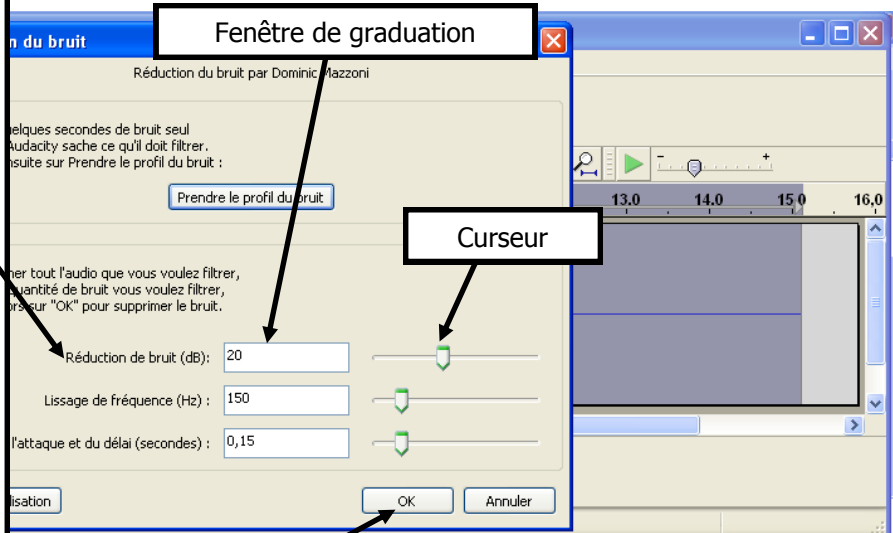 n du bruit
Fenêtre de graduation
Réduction du bruit par Dominic Mazzoni
elques secondes de bruit seul
Audacity sache ce qu'il doit filtrer.
nsuite sur Prendre le profil du bruit :
Prendre le profil du bruit
13.0 14.0 15.0 16,0
Curseur
ner tout l'audio que vous voulez filtrer,
quantité de bruit vous voulez filtrer,
ors sur "OK" pour supprimer le bruit.
Réduction de bruit (dB): 20
Lissage de fréquence (Hz) : 150
l'attaque et du délai (secondes) : 0,15
lisation
OK
Annuler